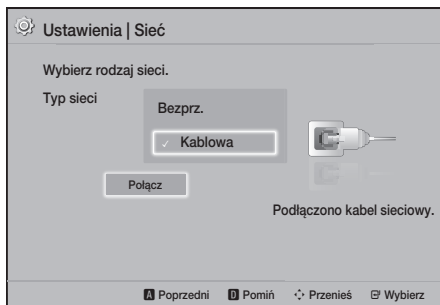 Ustawienia | Sieć
Wybierz rodzaj sieci.
Typ sieci
Bezprz.
✓ Kablowa
Połącz
Podłączono kabel sieciowy.
A Poprzedni D Pomiń Przenieś Wybierz